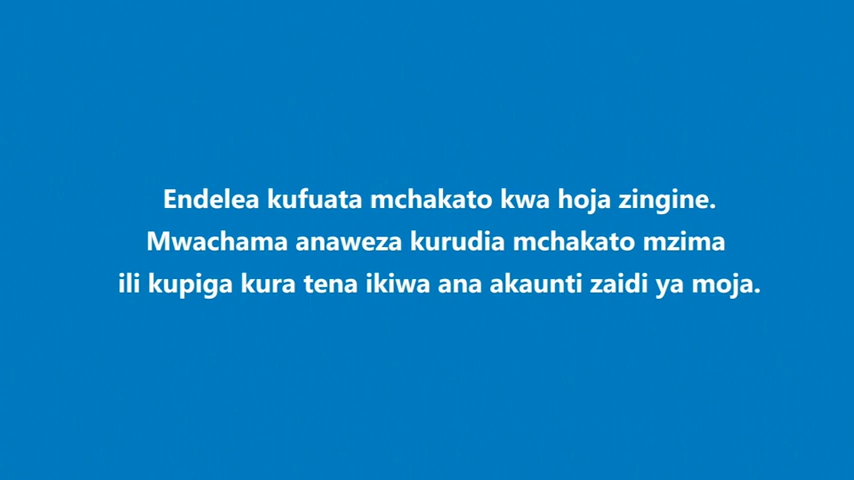 Endelea kufuata mchakato kwa hoja zingine.
Mwachama anaweza kurudia mchakato mzima
ili kupiga kura tena ikiwa ana akaunti zaidi ya moja.